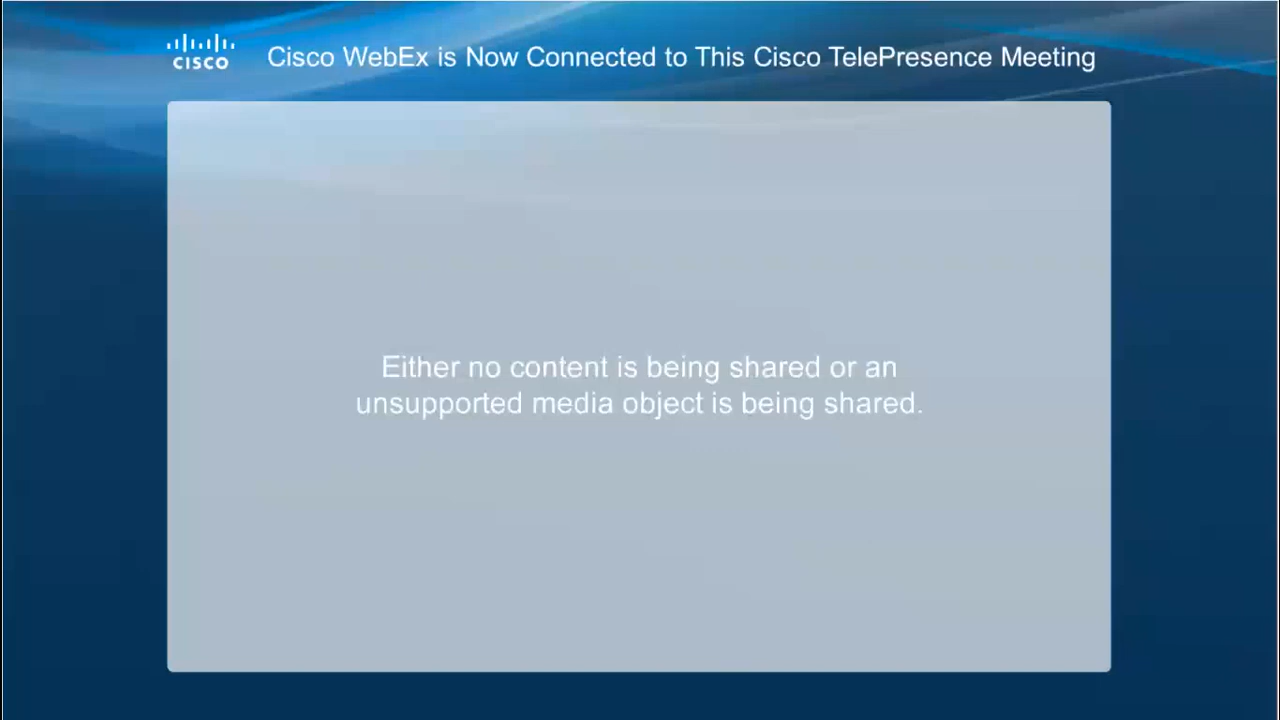 CISCO
Cisco WebEx is Now Connected to This Cisco TelePresence Meeting
Either no content is being shared or an
unsupported media object is being shared.